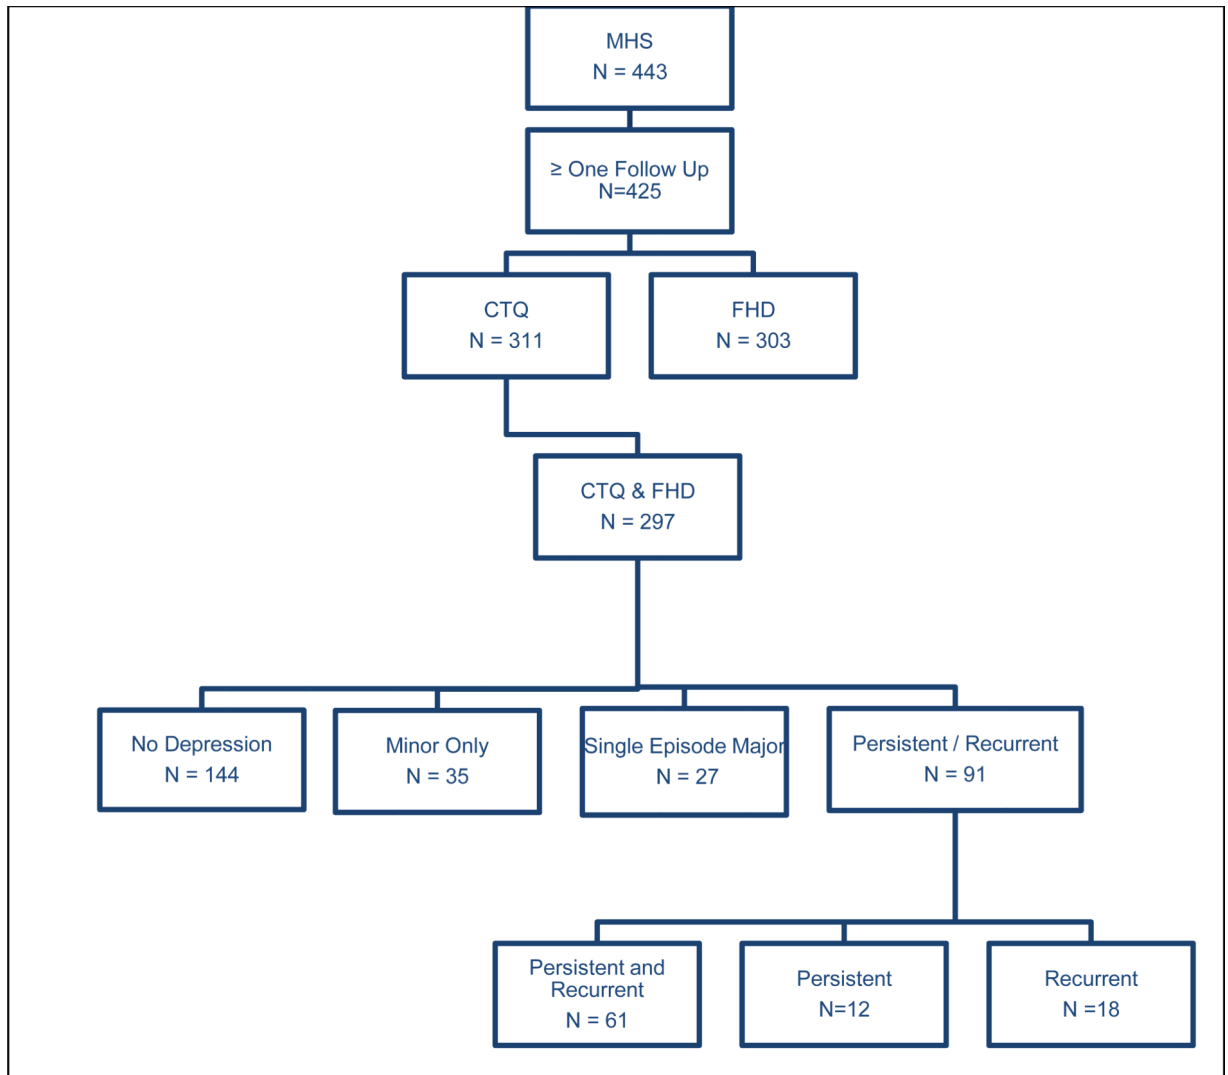 MHS
N = 443
≥ One Follow Up
N=425
CTQ
N = 311
FHD
N = 303
CTQ & FHD
N = 297
No Depression
N = 144
Minor Only
N = 35
Single Episode Major
N = 27
Persistent / Recurrent
N = 91
Persistent and
Recurrent
N = 61
Persistent
N=12
Recurrent
N =18